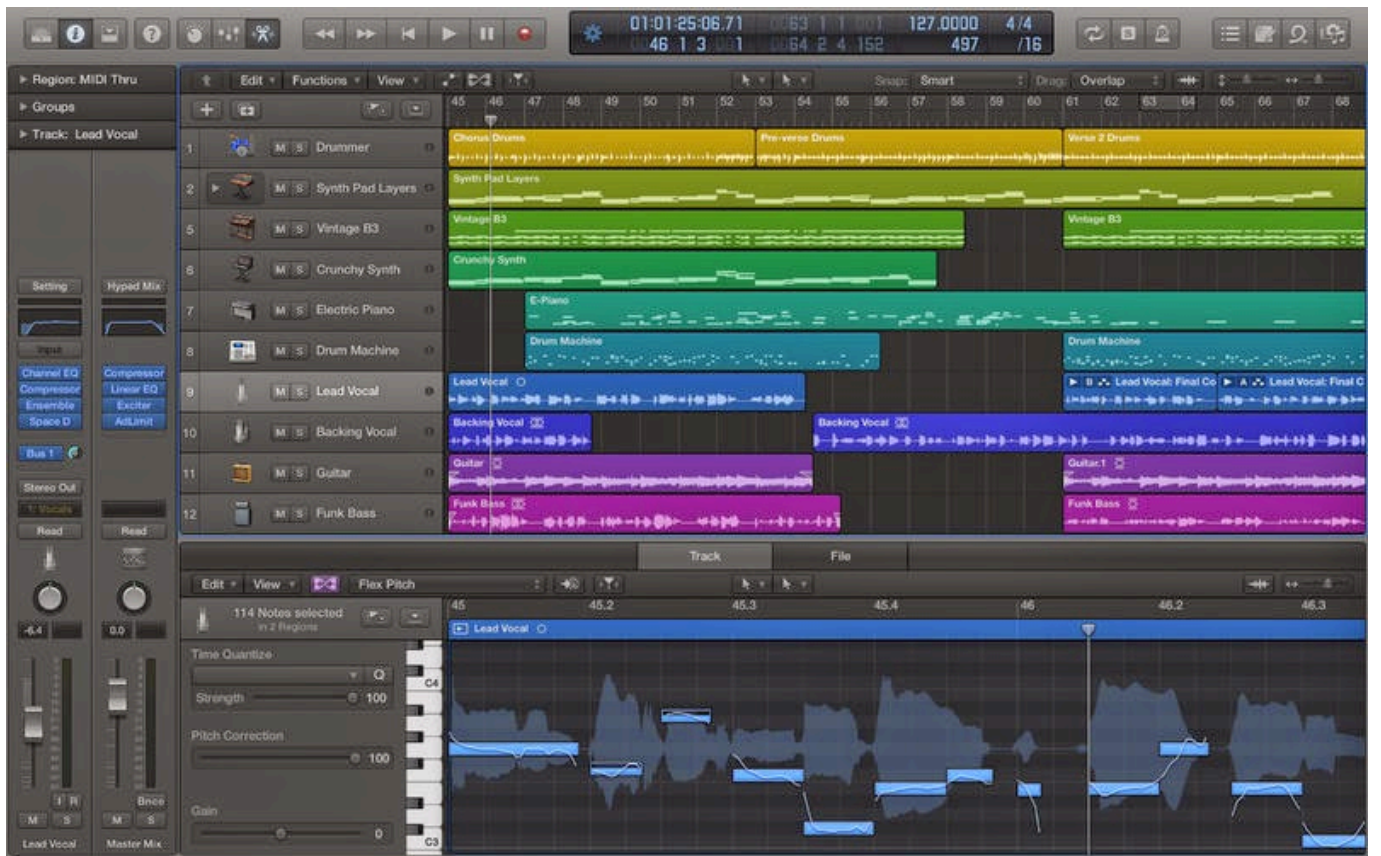 01:01:25:06.71 63 1 1 001 127.0000 4/4
46 1 3 1 64 2 4 152 497 /16
Region: MIDI Thru
Groups
Track: Lead Vocal
Edit Functions View Snap: Smart Drag: Overlap
45 46 47 48 49 50 51 52 53 54 55 56 57 58 59 60 61 62 63 64 65 66 67 68
1 M S Drummer
Chorus Drums Pre-verse Drums Verse 2 Drums
2 M S Synth Pad Layers
Synth Pad Layers
5 M S Vintage B3
Vintage B3 Vintage B3
6 M S Crunchy Synth
Crunchy Synth
7 M S Electric Piano
E-Piano
8 M S Drum Machine
Drum Machine Drum Machine
9 M S Lead Vocal
Lead Vocal B Lead Vocal: Final Co A Lead Vocal: Final C
10 M S Backing Vocal
Backing Vocal Backing Vocal
11 M S Guitar
Guitar Guitar.1
12 M S Funk Bass
Funk Bass Funk Bass
Setting Hyped Mix
Input
Channel EQ Compressor
Compressor Linear EQ
Ensemble Exciter
Space D AdLimit
Bus 1
Stereo Out
1: Vocals
Read Read
-6.4 0.0
I R Bnce
M S M S
Lead Vocal Master Mix
Track File
Edit View Flex Pitch
114 Notes selected
in 2 Regions
45 45.2 45.3 45.4 46 46.2 46.3
Lead Vocal
Time Quantize
Q
Strength 100
Pitch Correction
100
Gain
0
C4
C3